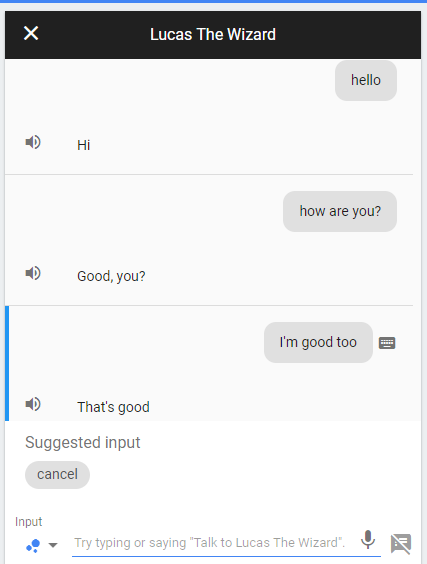 Lucas The Wizard
hello
Hi
how are you?
Good, you?
I'm good too
That's good
Suggested input
cancel
Input
Try typing or saying "Talk to Lucas The Wizard".